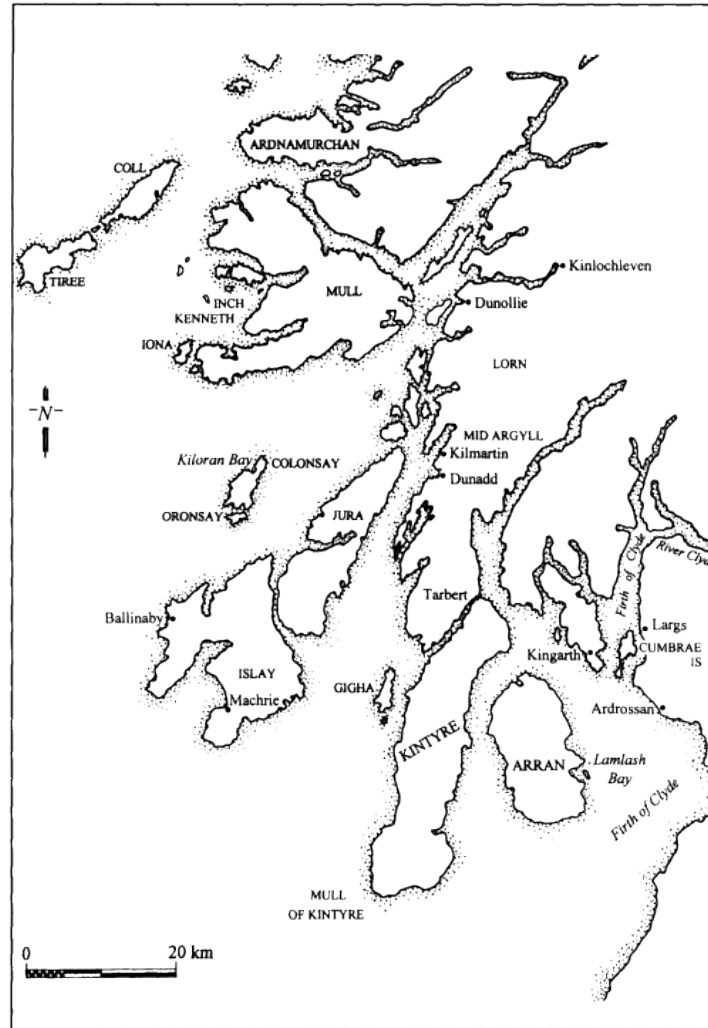 ARDNAMURCHAN
COLL
TIREE
Kinlochleven
MULL
INCH
KENNETH
Dunollie
IONA
LORN
-N-
MID ARGYLL
Kilmartin
Kiloran Bay
COLONSAY
Dunadd
ORONSAY
JURA
Firth of Clyde
River Clyd
Tarbert
Ballinaby
Largs
CUMBRAE
IS
Kingarth
ISLAY
GIGHA
Machrie
Ardrossan
KINTYRE
ARRAN
Lamlash
Bay
Firth of Clyde
MULL
OF KINTYRE
0
20 km